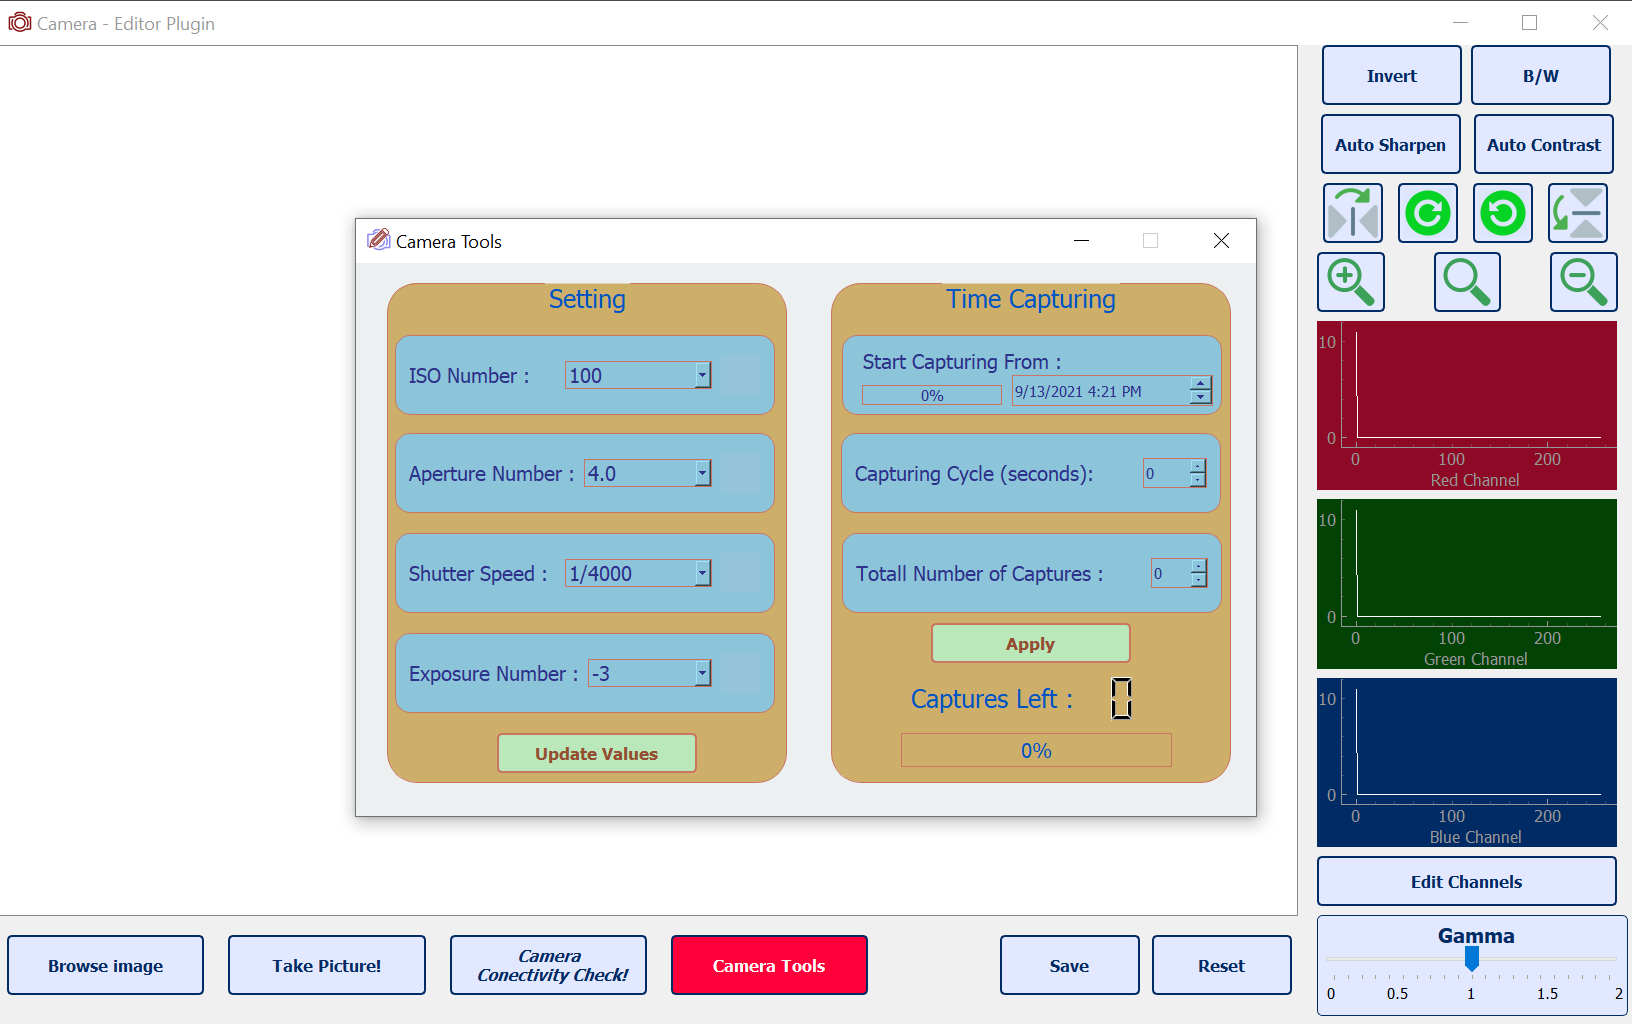 Camera - Editor Plugin
Invert
B/W
Auto Sharpen
Auto Contrast
Camera Tools
Setting
ISO Number :
100
Aperture Number :
4.0
Shutter Speed :
1/4000
Exposure Number :
-3
Update Values
Time Capturing
Start Capturing From :
0%
9/13/2021 4:21 PM
Capturing Cycle (seconds):
0
Totall Number of Captures :
0
Apply
Captures Left :
0
0%
10
0
0 100 200
Red Channel
10
0
0 100 200
Green Channel
10
0
0 100 200
Blue Channel
Edit Channels
Gamma
0 0.5 1 1.5 2
Browse image
Take Picture!
Camera
Conectivity Check!
Camera Tools
Save
Reset